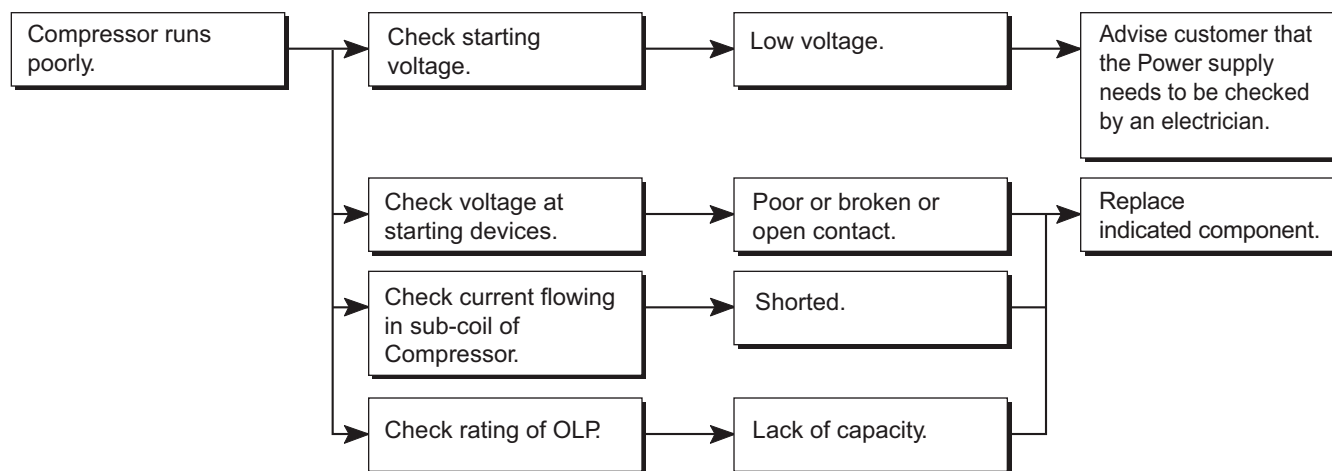 Compressor runs
poorly.
Check starting
voltage.
Low voltage.
Advise customer that
the Power supply
needs to be checked
by an electrician.
Check voltage at
starting devices.
Poor or broken or
open contact.
Replace
indicated component.
Check current flowing
in sub-coil of
Compressor.
Shorted.
Check rating of OLP.
Lack of capacity.